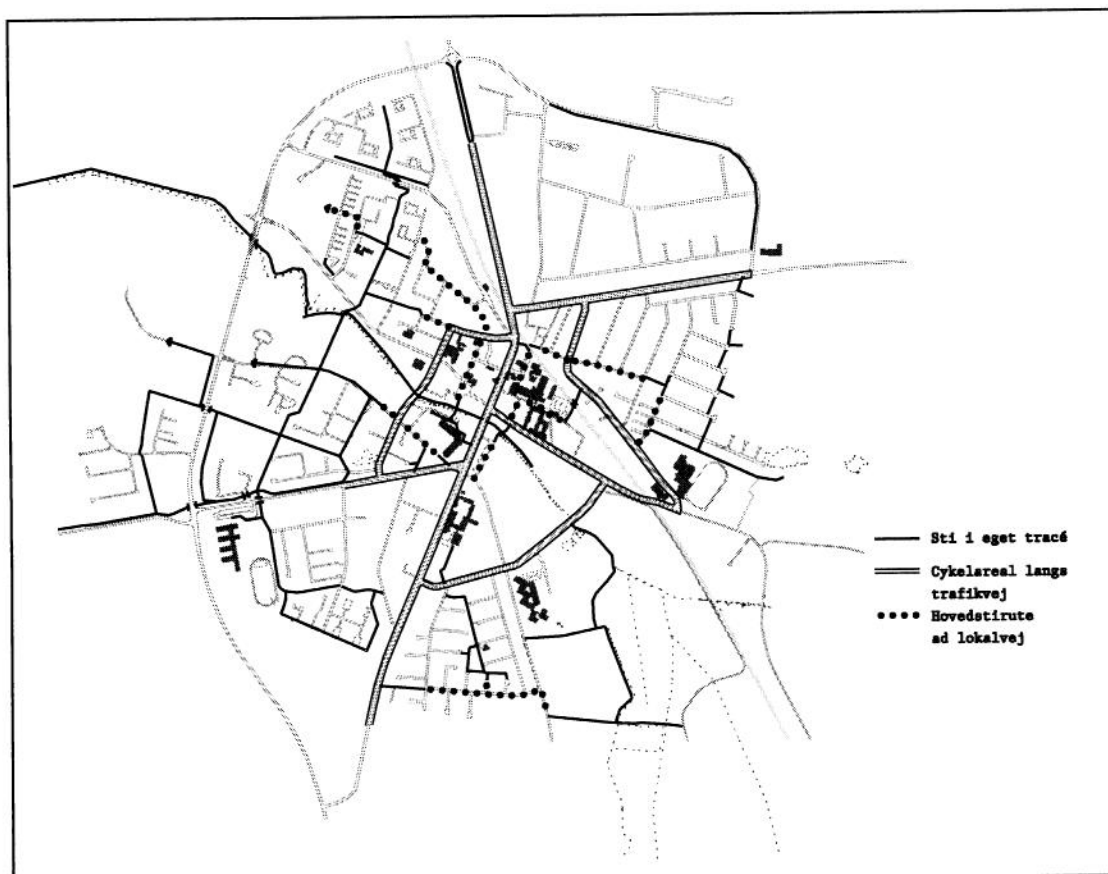 Sti i eget tracé
Cykelareal langs
trafikvej
Hovedstirute
ad lokalvej